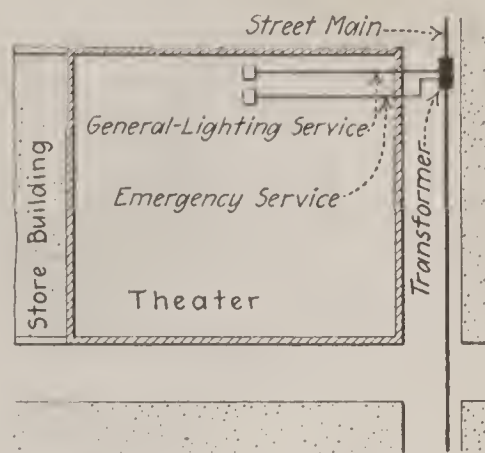 Street Main
General-Lighting Service
Emergency Service
Transformer
Store Building
Theater